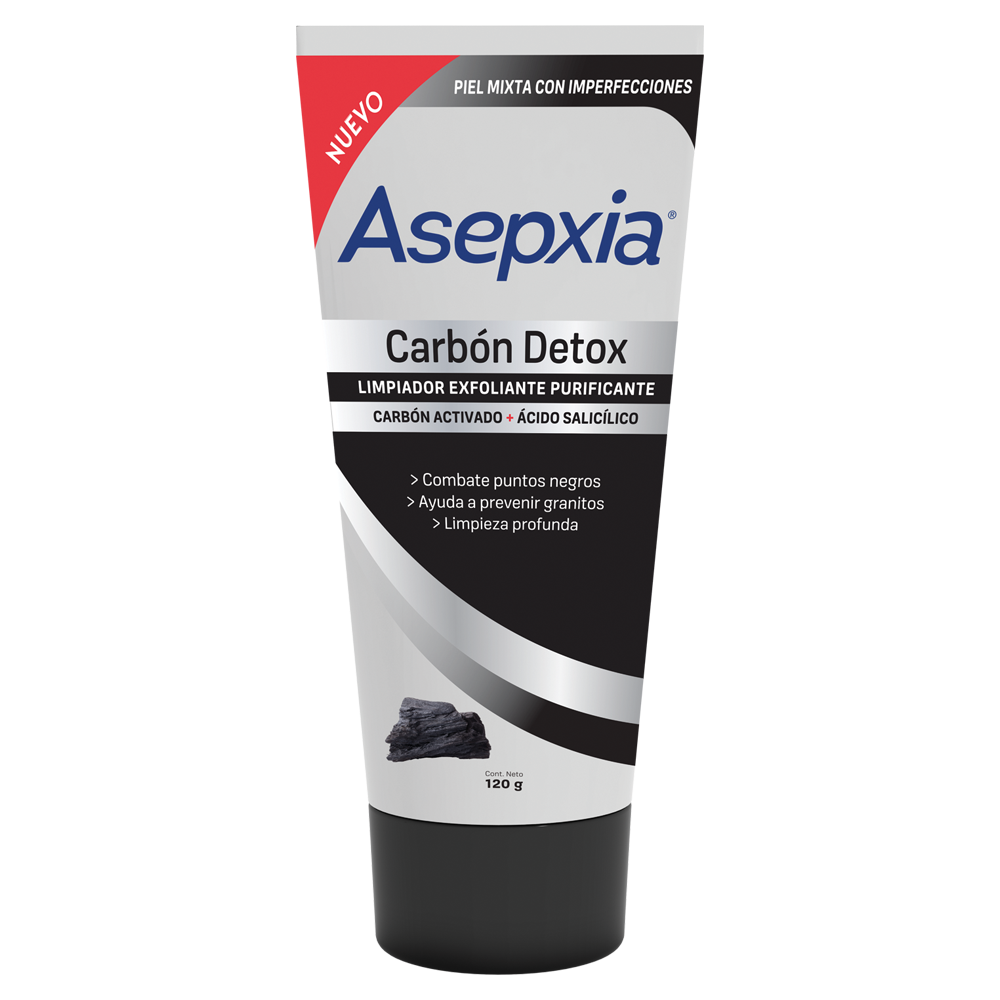 NUEVO
PIEL MIXTA CON IMPERFECCIONES
Asepxia®
Carbón Detox
LIMPIADOR EXFOLIANTE PURIFICANTE
CARBÓN ACTIVADO + ÁCIDO SALICÍLICO
> Combate puntos negros
> Ayuda a prevenir granitos
> Limpieza profunda
Cont. Neto
120 g